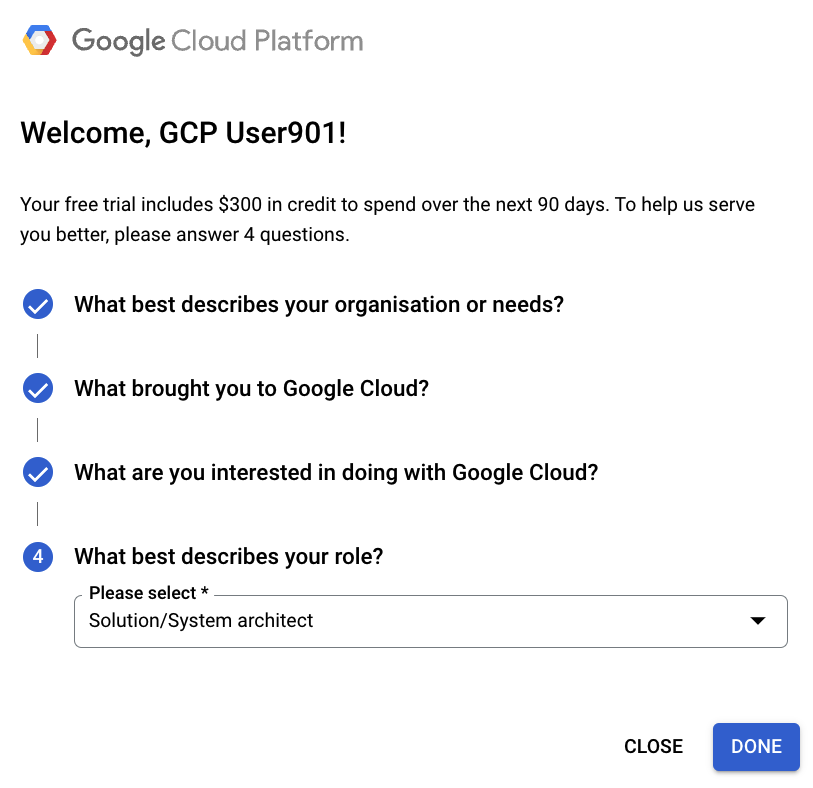 Google Cloud Platform
Welcome, GCP User901!
Your free trial includes $300 in credit to spend over the next 90 days. To help us serve
you better, please answer 4 questions.
What best describes your organisation or needs?
What brought you to Google Cloud?
What are you interested in doing with Google Cloud?
4 What best describes your role?
Please select *
Solution/System architect
CLOSE DONE